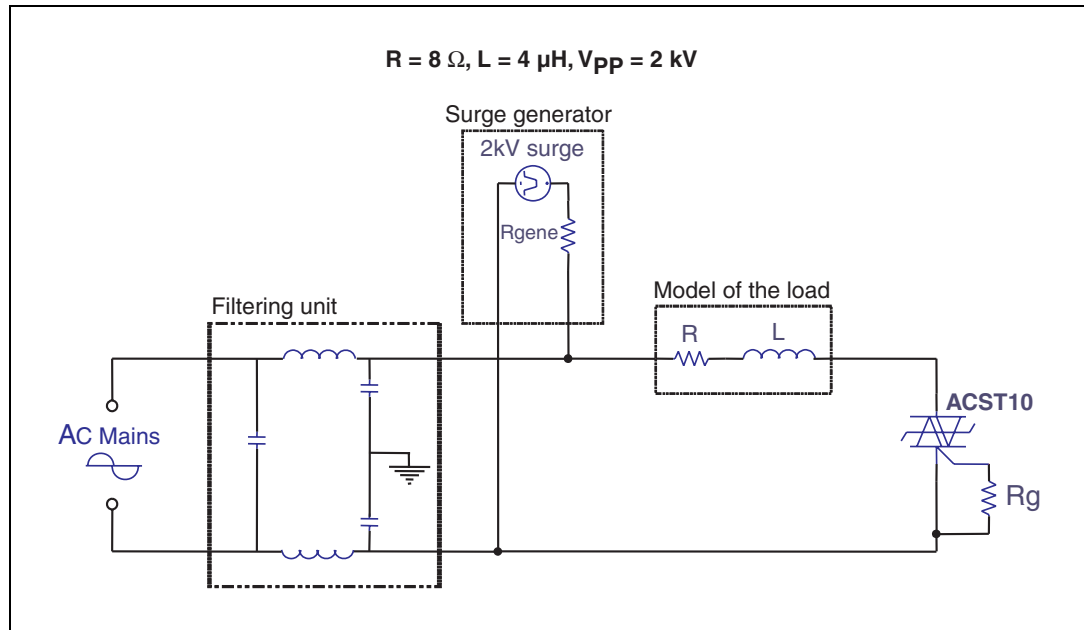 R = 8 Ω, L = 4 µH, VPP = 2 kV
Surge generator
2kV surge
Rgene
Filtering unit
Model of the load
R
L
AC Mains
ACST10
Rg